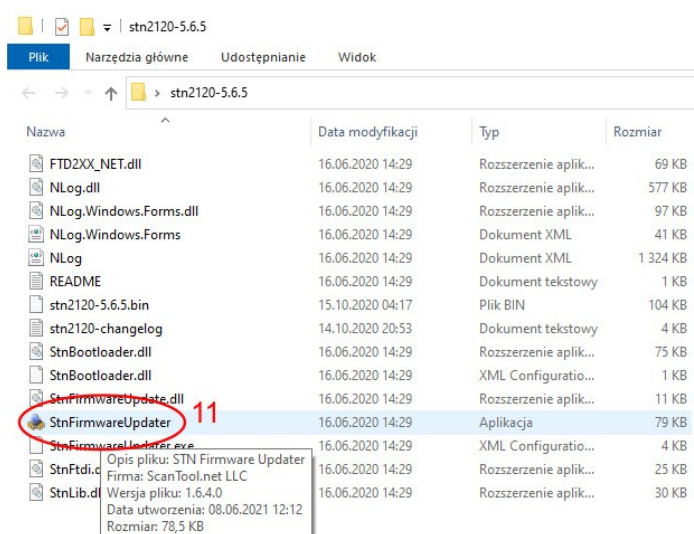 stn2120-5.6.5
Plik Narzędzia główne Udostępnianie Widok
stn2120-5.6.5
Nazwa Data modyfikacji Typ Rozmiar
FTD2XX_NET.dll 16.06.2020 14:29 Rozszerzenie aplik... 69 KB
NLog.dll 16.06.2020 14:29 Rozszerzenie aplik... 577 KB
NLog.Windows.Forms.dll 16.06.2020 14:29 Rozszerzenie aplik... 97 KB
NLog.Windows.Forms 16.06.2020 14:29 Dokument XML 41 KB
NLog 16.06.2020 14:29 Dokument XML 1 324 KB
README 16.06.2020 14:29 Dokument tekstowy 1 KB
stn2120-5.6.5.bin 15.10.2020 04:17 Plik BIN 104 KB
stn2120-changelog 14.10.2020 20:53 Dokument tekstowy 4 KB
StnBootloader.dll 16.06.2020 14:29 Rozszerzenie aplik... 75 KB
StnBootloader.dll 16.06.2020 14:29 XML Configuratio... 1 KB
StnFirmwareUpdate.dll 16.06.2020 14:29 Rozszerzenie aplik... 11 KB
StnFirmwareUpdater 11 16.06.2020 14:29 Aplikacja 79 KB
StnFirmwareUpdater.exe 16.06.2020 14:29 XML Configuratio... 4 KB
StnFtdi.d 16.06.2020 14:29 Rozszerzenie aplik... 25 KB
StnLib.dl 16.06.2020 14:29 Rozszerzenie aplik... 30 KB
Opis pliku: STN Firmware Updater
Firma: ScanTool.net LLC
Wersja pliku: 1.6.4.0
Data utworzenia: 08.06.2021 12:12
Rozmiar: 78,5 KB